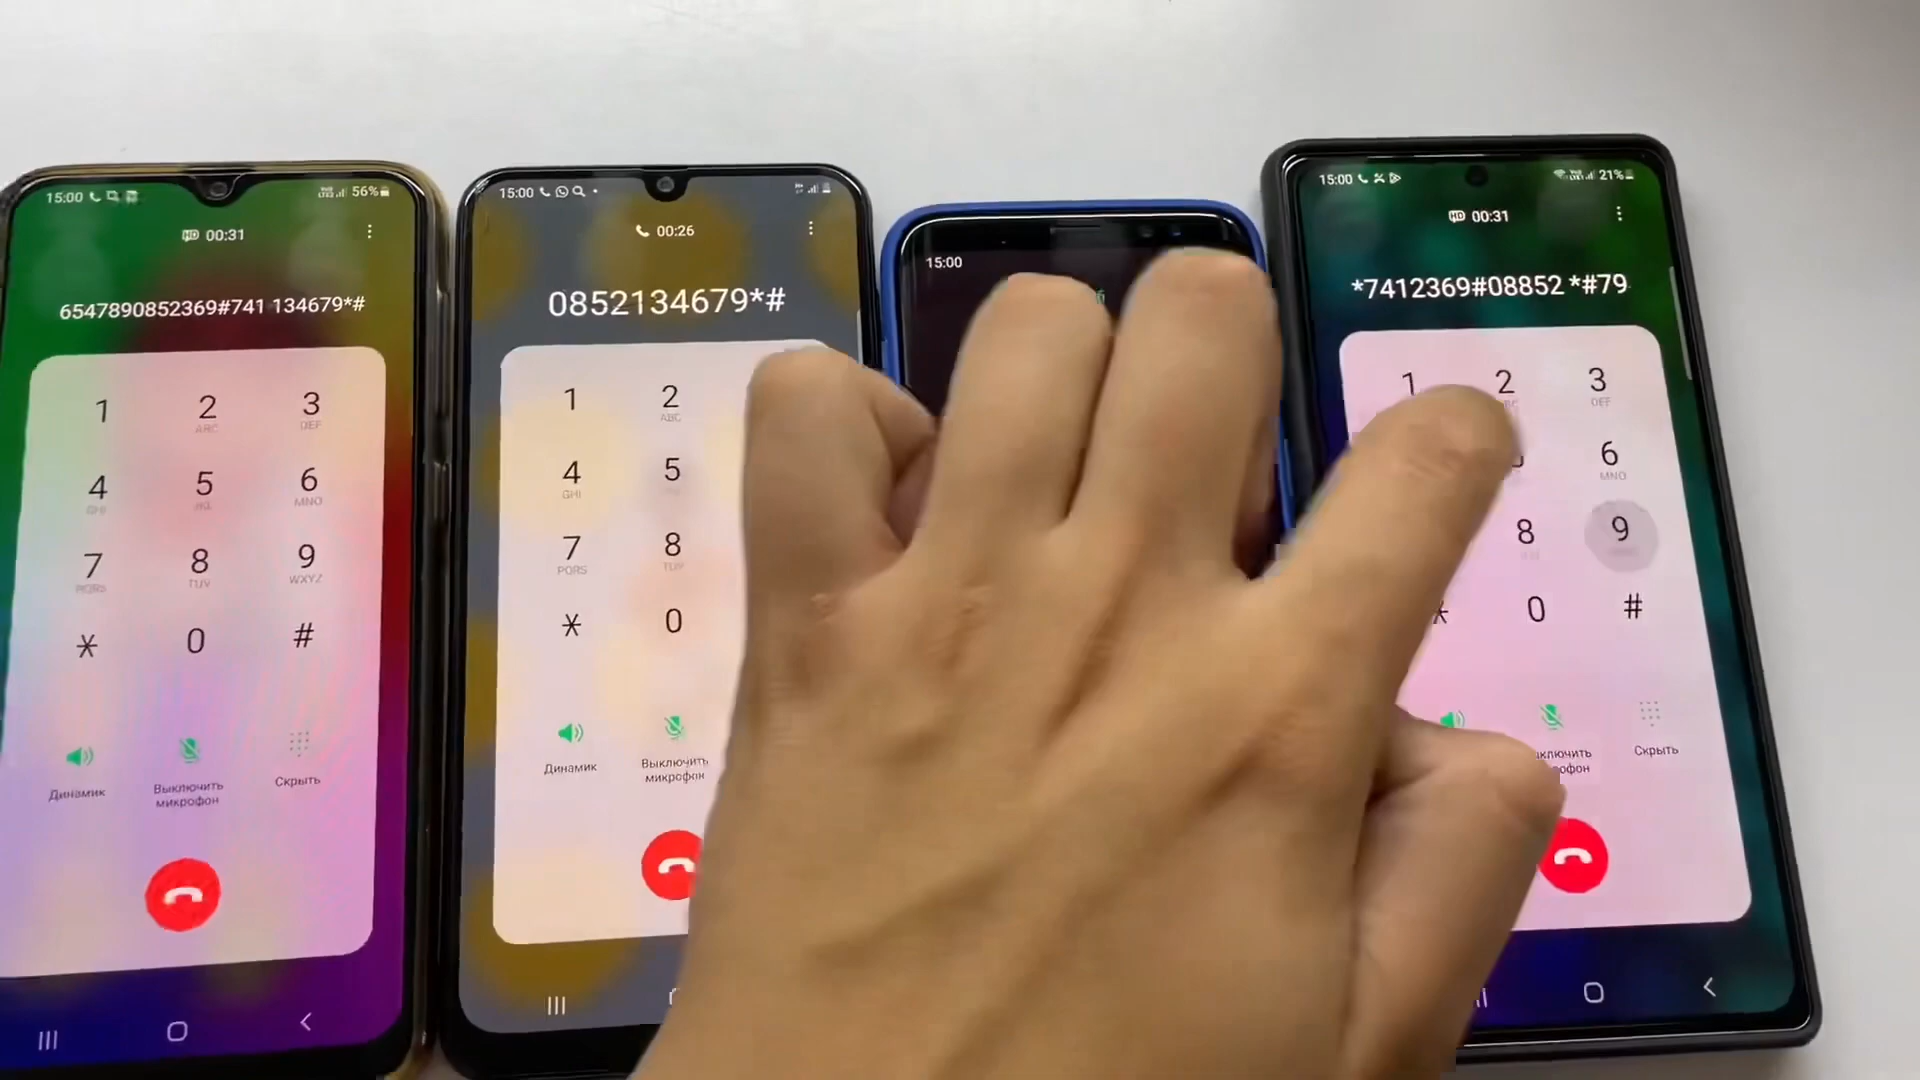 15:00
56%
00:31
6547890852369#741 134679*#
1
2
ABC
3
DEF
4
GHI
5
6
MNO
7
PQRS
8
TUV
9
WXYZ
*
0
#
Динамик
Выключить
микрофон
Скрыть
15:00
00:26
0852134679*#
1
2
ABC
4
GHI
5
7
PQRS
8
TUV
*
0
Динамик
Выключить
микрофон
15:00
15:00
21%
00:31
*7412369#08852 *#79
1
2
3
DEF
6
MNO
8
9
*
0
#
Скрыть